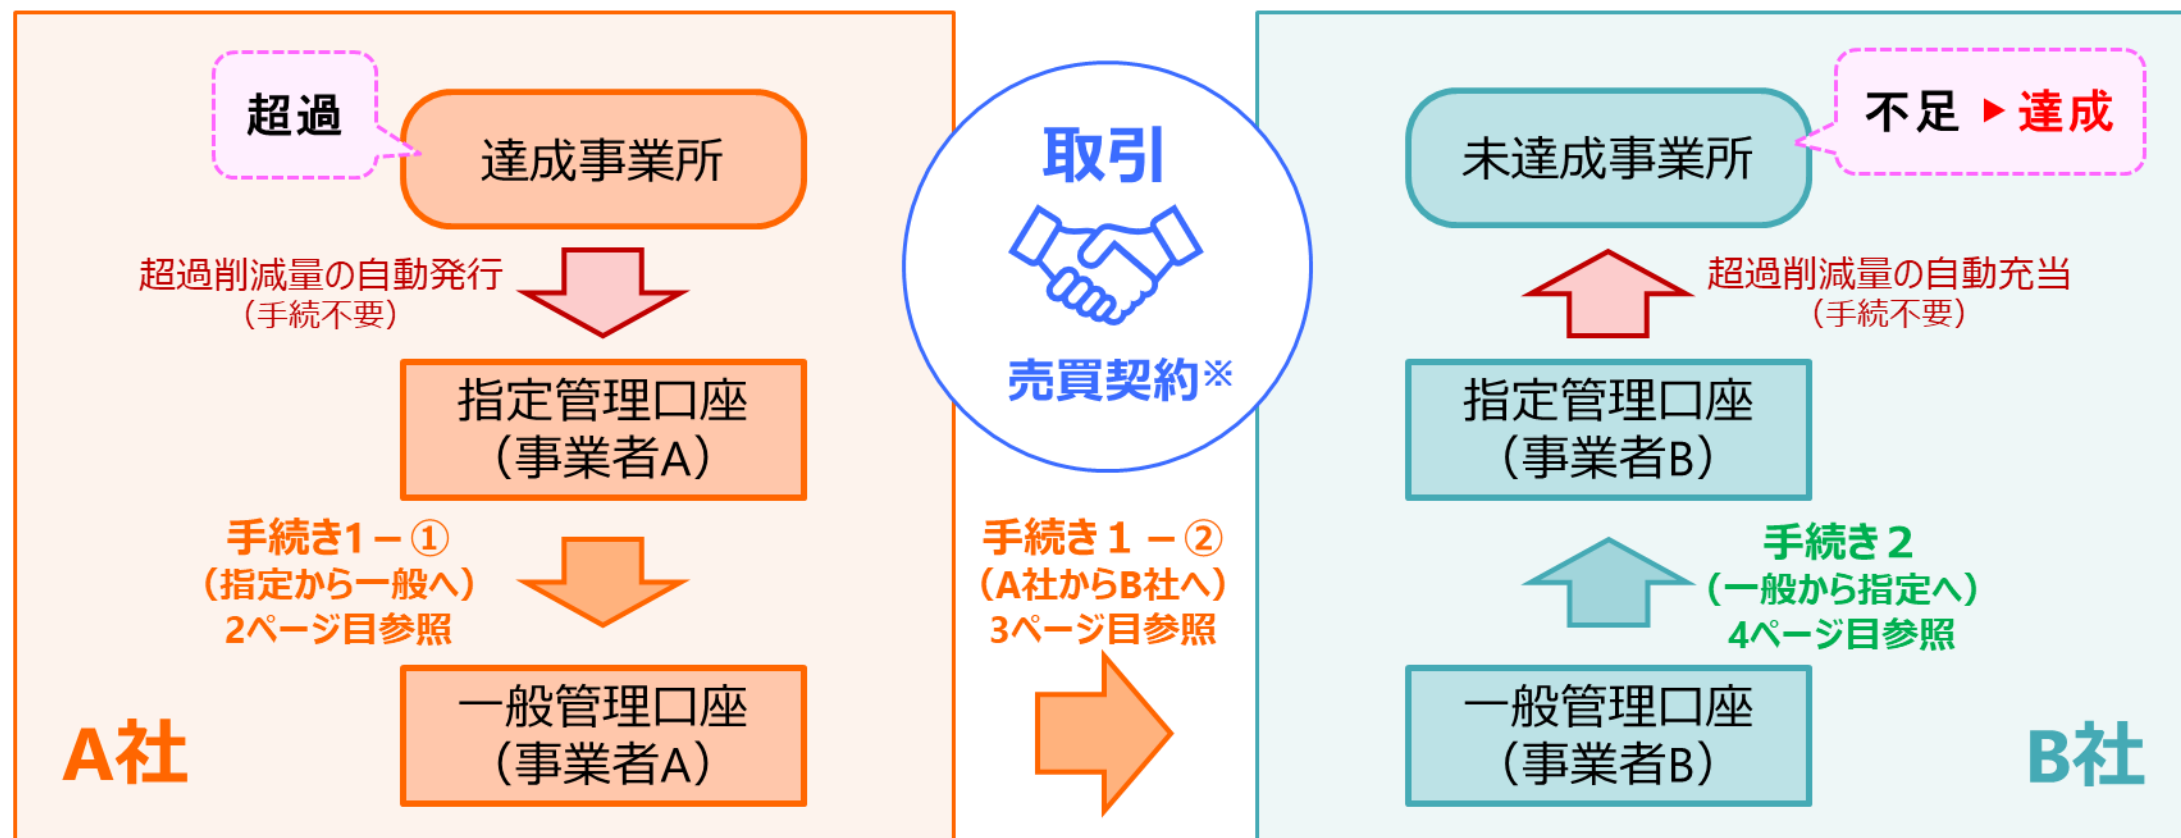 超過
達成事業所
超過削減量の自動発行
（手続不要）
指定管理口座
（事業者A）
手続き1－①
（指定から一般へ）
2ページ目参照
一般管理口座
（事業者A）
A社
取引
売買契約※
手続き１－②
（A社からB社へ）
3ページ目参照
不足 ▶ 達成
未達成事業所
超過削減量の自動充当
（手続不要）
指定管理口座
（事業者B）
手続き２
（一般から指定へ）
4ページ目参照
一般管理口座
（事業者B）
B社